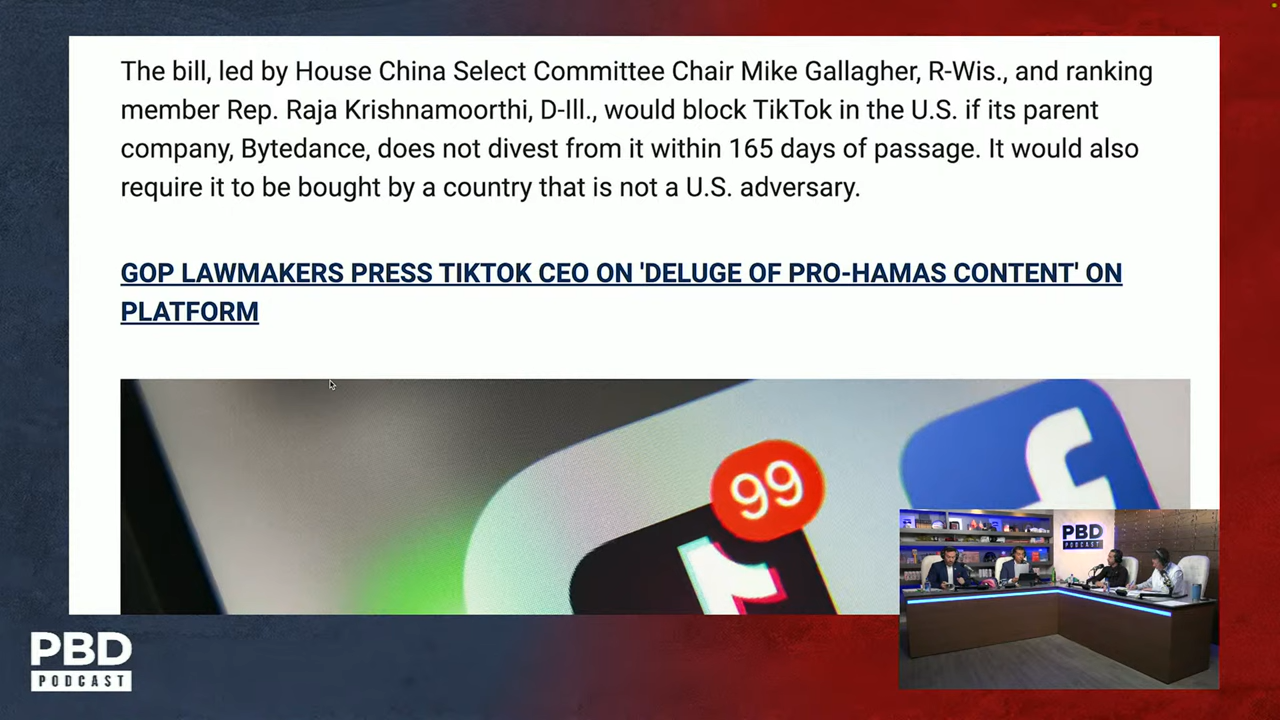 The bill, led by House China Select Committee Chair Mike Gallagher, R-Wis., and ranking
member Rep. Raja Krishnamoorthi, D-Ill., would block TikTok in the U.S. if its parent
company, Bytedance, does not divest from it within 165 days of passage. It would also
require it to be bought by a country that is not a U.S. adversary.
GOP LAWMAKERS PRESS TIKTOK CEO ON 'DELUGE OF PRO-HAMAS CONTENT' ON
PLATFORM
99
PBD
PODCAST
PBD
PODCAST